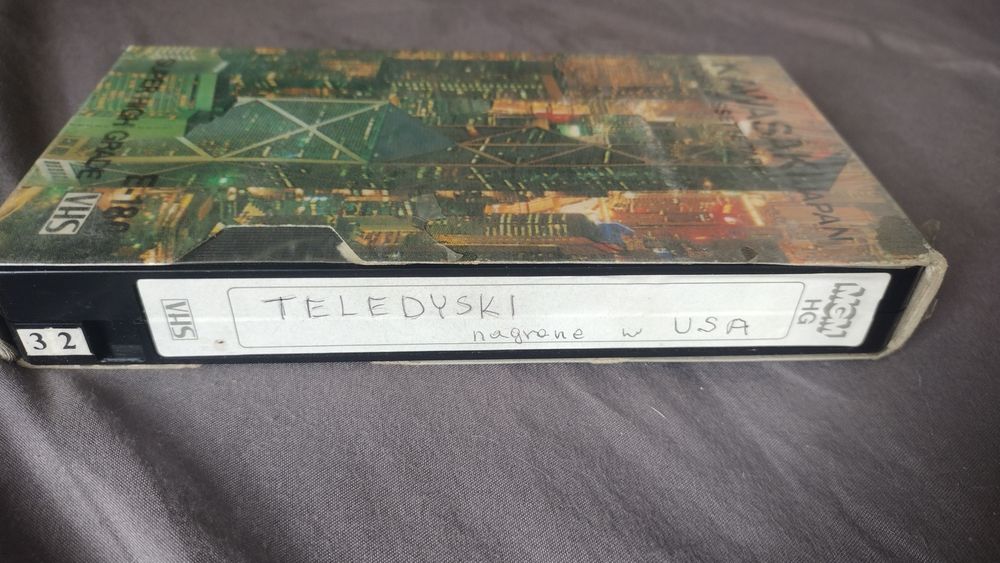 KAWASAKI JAPAN
SUPER HIGH GRADE E-180
VHS
32
VHS
TELEDYSKI
nagrane w USA
HG